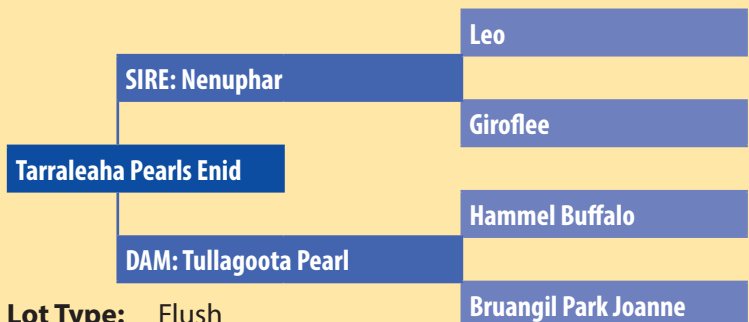 Leo
SIRE: Nenuphar
Giroflee
Tarraleaha Pearls Enid
Hammel Buffalo
DAM: Tullagoota Pearl
Bruangil Park Joanne
Lot Type: Flush